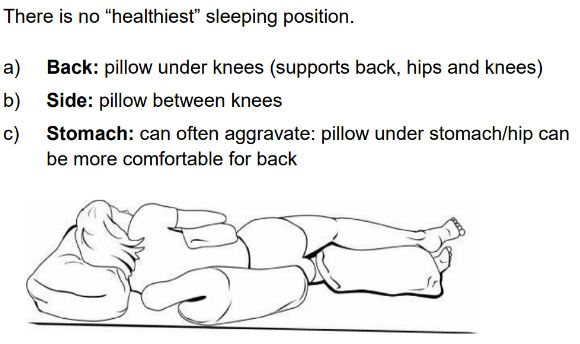 There is no “healthiest” sleeping position.
a) Back: pillow under knees (supports back, hips and knees)
b) Side: pillow between knees
c) Stomach: can often aggravate: pillow under stomach/hip can
be more comfortable for back